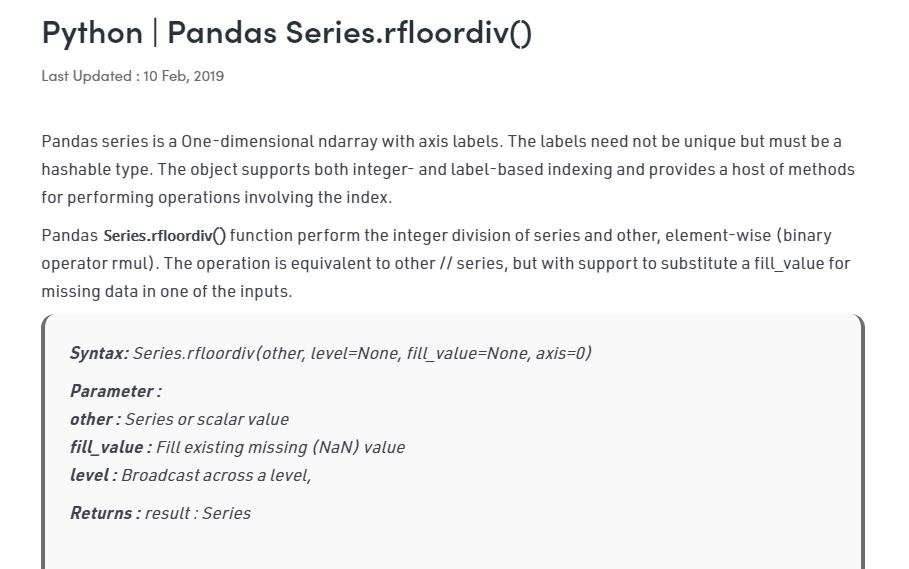 Python | Pandas Series.rfloordiv()
Last Updated : 10 Feb, 2019
Pandas series is a One-dimensional ndarray with axis labels. The labels need not be unique but must be a
hashable type. The object supports both integer- and label-based indexing and provides a host of methods
for performing operations involving the index.
Pandas Series.rfloordiv() function perform the integer division of series and other, element-wise (binary
operator rmul). The operation is equivalent to other // series, but with support to substitute a fill_value for
missing data in one of the inputs.
Syntax: Series.rfloordiv(other, level=None, fill_value=None, axis=0)
Parameter :
other : Series or scalar value
fill_value : Fill existing missing (NaN) value
level : Broadcast across a level,
Returns : result : Series